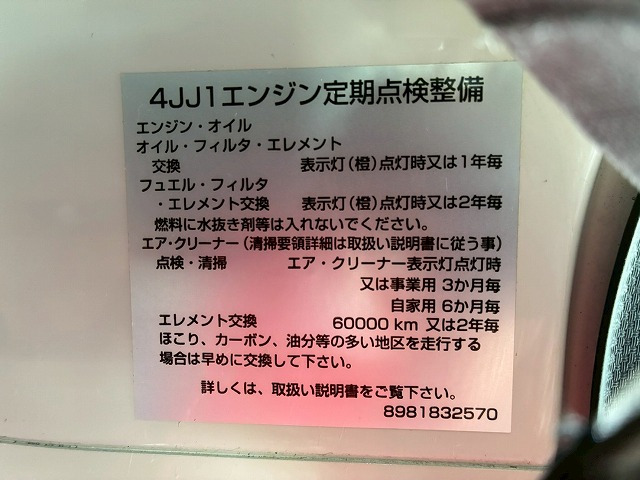 4JJ1エンジン定期点検整備
エンジン・オイル
オイル・フィルタ・エレメント
交換 表示灯(橙)点灯時又は1年毎
フュエル・フィルタ
・エレメント交換 表示灯(橙)点灯時又は2年毎
燃料に水抜き剤等は入れないでください。
エア・クリーナー(清掃要領詳細は取扱い説明書に従う事)
点検・清掃 エア・クリーナー表示灯点灯時
又は事業用 3か月毎
自家用 6か月毎
エレメント交換 60000 km 又は2年毎
ほこり、カーボン、油分等の多い地区を走行する
場合は早めに交換して下さい。
詳しくは、取扱い説明書をご覧下さい。
8981832570